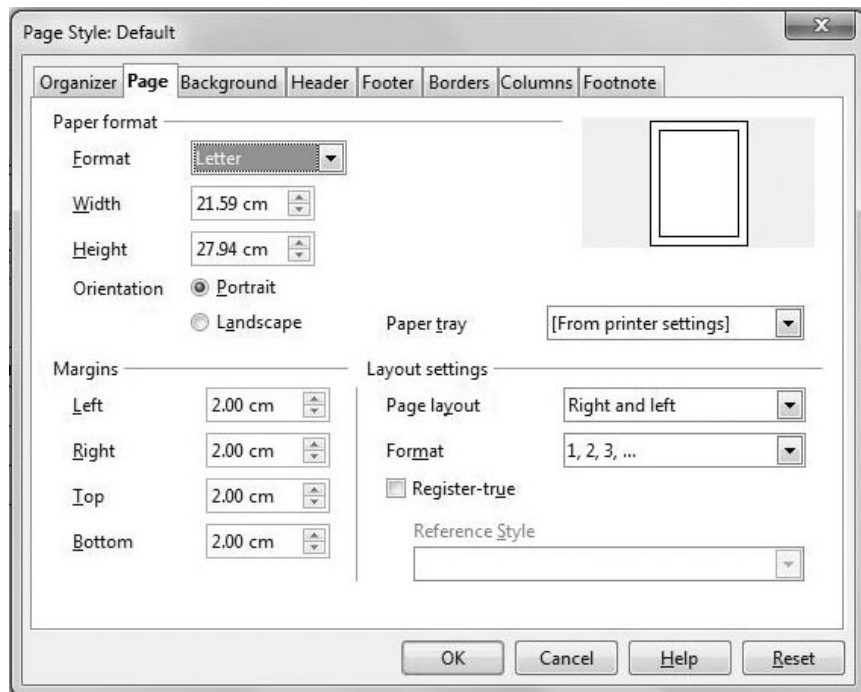 Page Style: Default
Organizer Page Background Header Footer Borders Columns Footnote
Paper format
Format Letter
Width 21.59 cm
Height 27.94 cm
Orientation Portrait
Landscape
Paper tray [From printer settings]
Margins
Left 2.00 cm
Right 2.00 cm
Top 2.00 cm
Bottom 2.00 cm
Layout settings
Page layout Right and left
Format 1, 2, 3, ...
Register-true
Reference Style
OK Cancel Help Reset